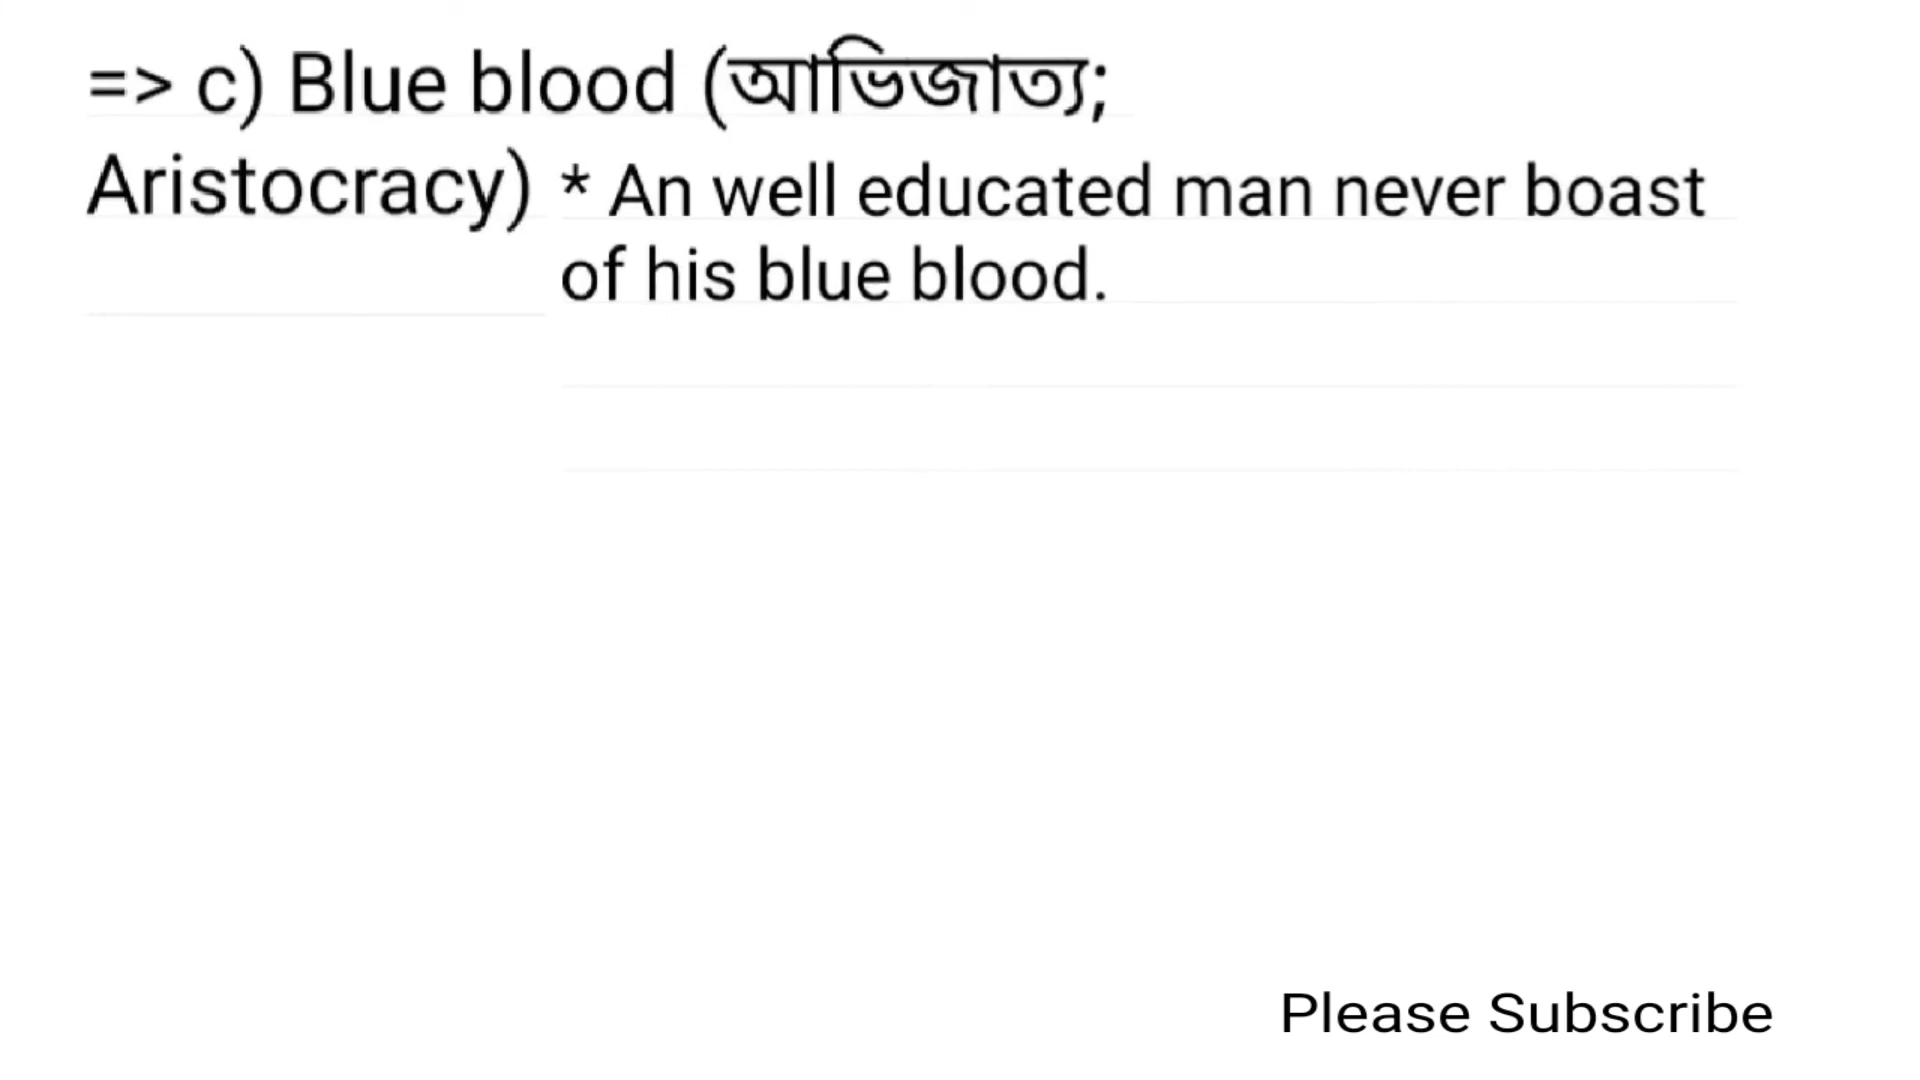 => c) Blue blood (আভিজাত্য;
Aristocracy) * An well educated man never boast
of his blue blood.
Please Subscribe